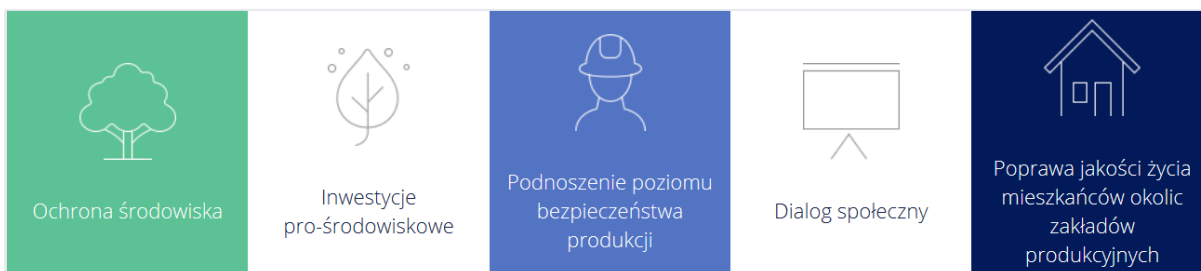 Ochrona środowiska
Inwestycje
pro-środowiskowe
Podnoszenie poziomu
bezpieczeństwa
produkcji
Dialog społeczny
Poprawa jakości życia
mieszkańców okolic
zakładów
produkcyjnych